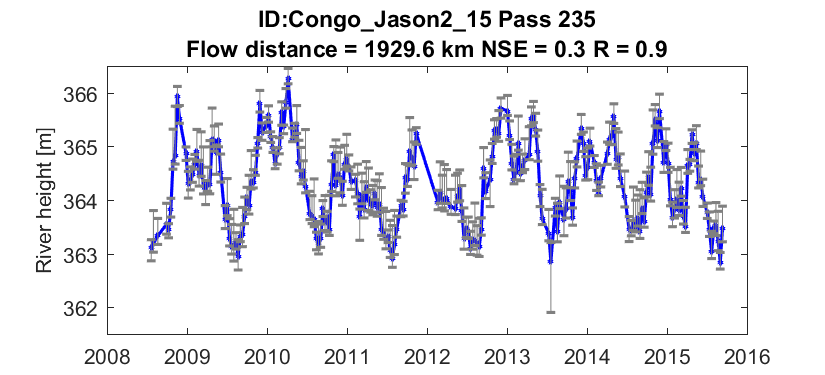 ID:Congo_Jason2_15 Pass 235
Flow distance = 1929.6 km NSE = 0.3 R = 0.9
366
365
364
363
362
River height [m]
2008 2009 2010 2011 2012 2013 2014 2015 2016